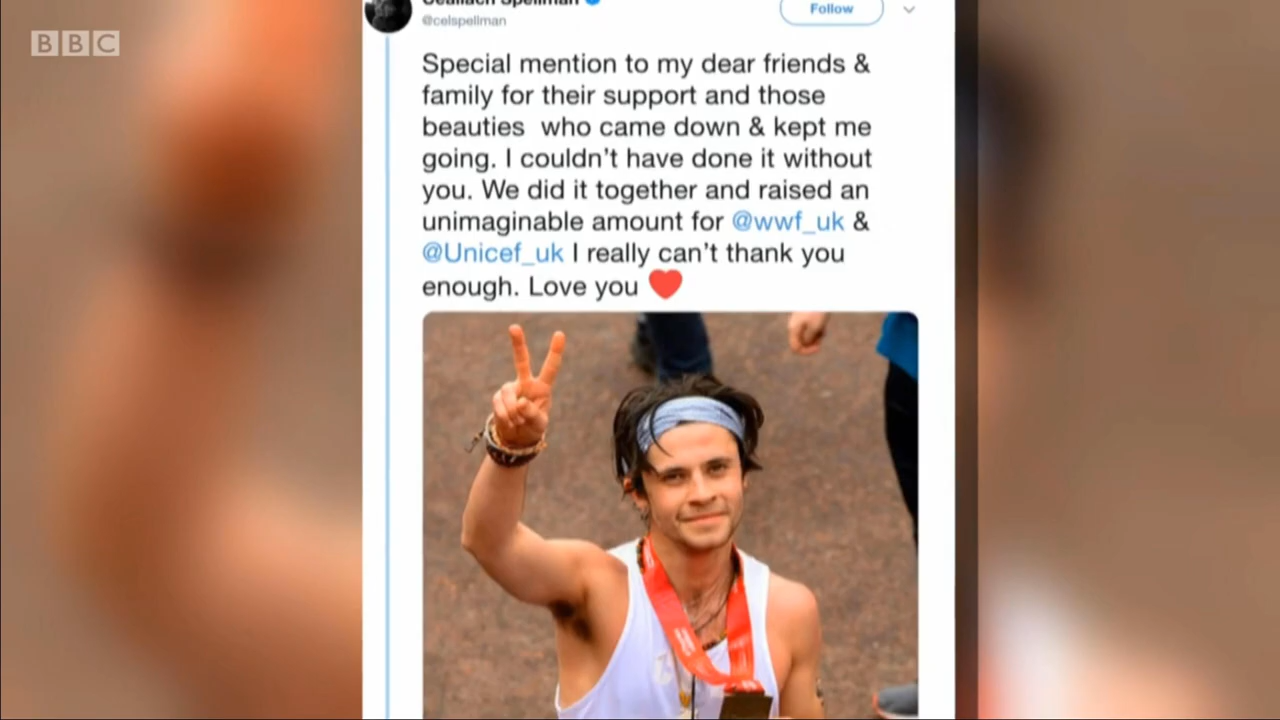 BBC
Ceallach Spellman
@celspellman
Follow
Special mention to my dear friends &
family for their support and those
beauties who came down & kept me
going. I couldn't have done it without
you. We did it together and raised an
unimaginable amount for @wwf_uk &
@Unicef_uk I really can't thank you
enough. Love you ❤